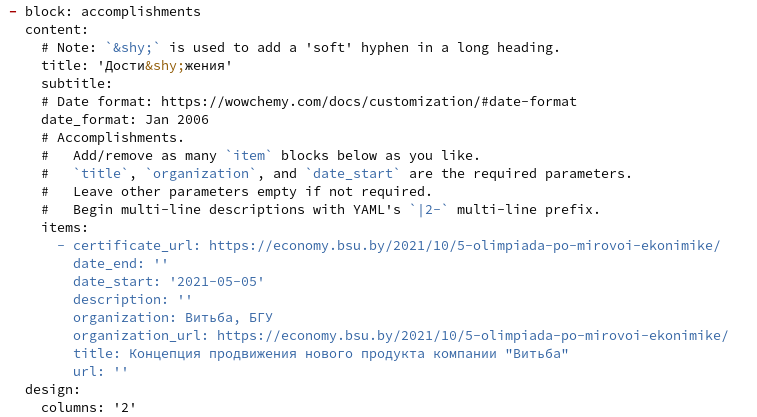 - block: accomplishments
content:
# Note: `&shy;` is used to add a 'soft' hyphen in a long heading.
title: 'Дости&shy;жения'
subtitle:
# Date format: https://wowchemy.com/docs/customization/#date-format
date_format: Jan 2006
# Accomplishments.
#   Add/remove as many `item` blocks below as you like.
#   `title`, `organization`, and `date_start` are the required parameters.
#   Leave other parameters empty if not required.
#   Begin multi-line descriptions with YAML's `|2-` multi-line prefix.
items:
- certificate_url: https://economy.bsu.by/2021/10/5-olimpiada-po-mirovoi-ekonimike/
date_end: ''
date_start: '2021-05-05'
description: ''
organization: Витьба, БГУ
organization_url: https://economy.bsu.by/2021/10/5-olimpiada-po-mirovoi-ekonimike/
title: Концепция продвижения нового продукта компании "Витьба"
url: ''
design:
columns: '2'